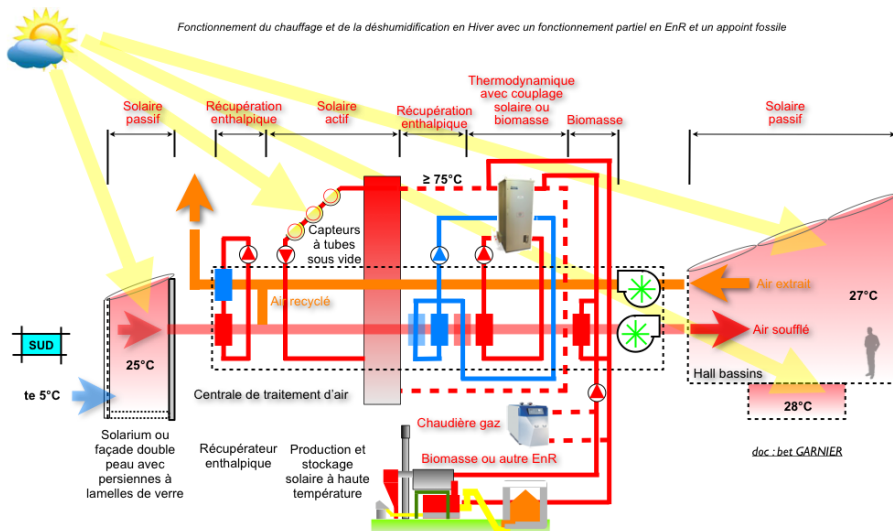 Fonctionnement du chauffage et de la déshumidification en Hiver avec un fonctionnement partiel en EnR et un appoint fossile
Solaire
passif
Récupération
enthalpique
Solaire
actif
Récupération
enthalpique
Thermodynamique
avec couplage
solaire ou
biomasse
Biomasse
Solaire
passif
≥ 75°C
Capteurs
à tubes
sous vide
Air recyclé
Air extrait
27°C
Air soufflé
SUD
25°C
te 5°C
Hall bassins
28°C
Centrale de traitement d'air
Chaudière gaz
Solarium ou
façade double
peau avec
persiennes à
lamelles de verre
Récupérateur
enthalpique
Production et
stockage
solaire à haute
température
Biomasse ou autre EnR
doc : bet GARNIER